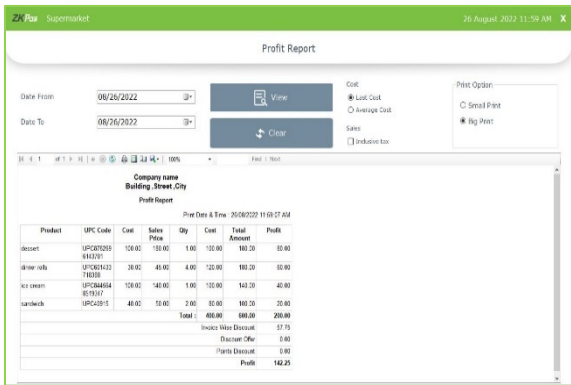 ZKPos Supermarket 26 August 2022 11:59 AM X
Profit Report
Date From 08/26/2022
Date To 08/26/2022
View
Clear
Cost
Last Cost
Average Cost
Sales
Inclusive tax
Print Option
Small Print
Big Print
1 of 1 100% Find | Next
Company name
Building ,Street ,City
Profit Report
Print Date & Time : 26/08/2022 11:59:07 AM
Product UPC Code Cost Sales Price Qty Cost Total Amount Profit
dessert 100.00 180.00 1.00 100.00 180.00 80.00
dinner rolls 30.00 45.00 4.00 120.00 180.00 60.00
ice cream 100.00 140.00 1.00 100.00 140.00 40.00
sandwich UPC40915 40.00 50.00 2.00 80.00 100.00 20.00
Total : 400.00 600.00 200.00
Invoice Wise Discount 57.75
Discount Offer 0.00
Points Discount 0.00
Profit 142.25